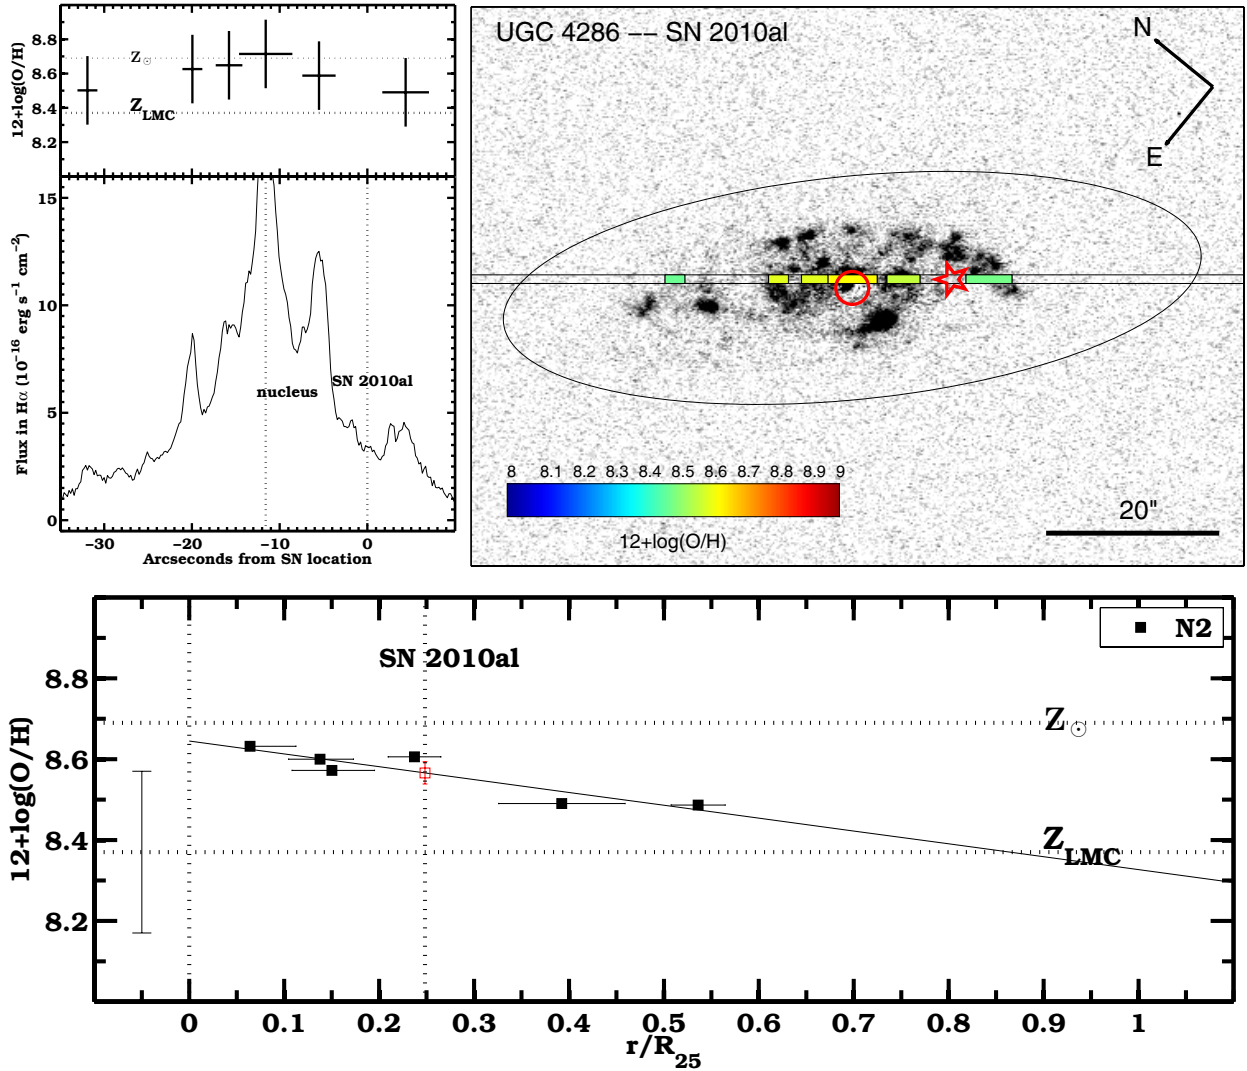 8.8
8.6
8.4
8.2
12+log(O/H)
Z☉
Z_LMC
15
10
5
0
Flux in Hα (10⁻¹⁶ erg s⁻¹ cm⁻²)
nucleus
SN 2010al
−30 −20 −10 0
Arcseconds from SN location
UGC 4286 −− SN 2010al
N
E
8 8.1 8.2 8.3 8.4 8.5 8.6 8.7 8.8 8.9 9
12+log(O/H)
20"
SN 2010al
N2
8.8
8.6
8.4
8.2
12+log(O/H)
Z☉
Z_LMC
0 0.1 0.2 0.3 0.4 0.5 0.6 0.7 0.8 0.9 1
r/R₂₅